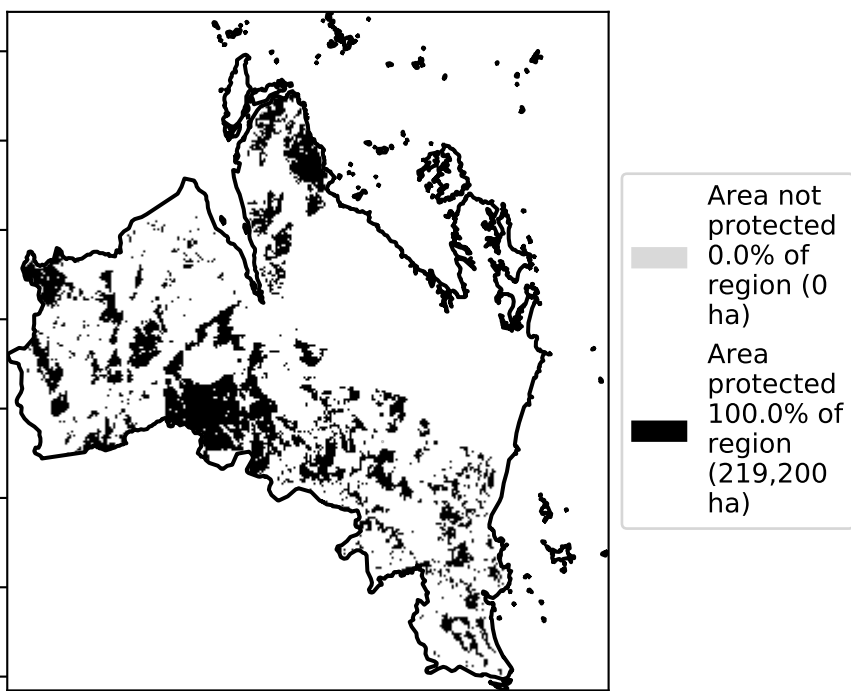 Area not
protected
0.0% of
region (0
ha)
Area
protected
100.0% of
region
(219,200
ha)